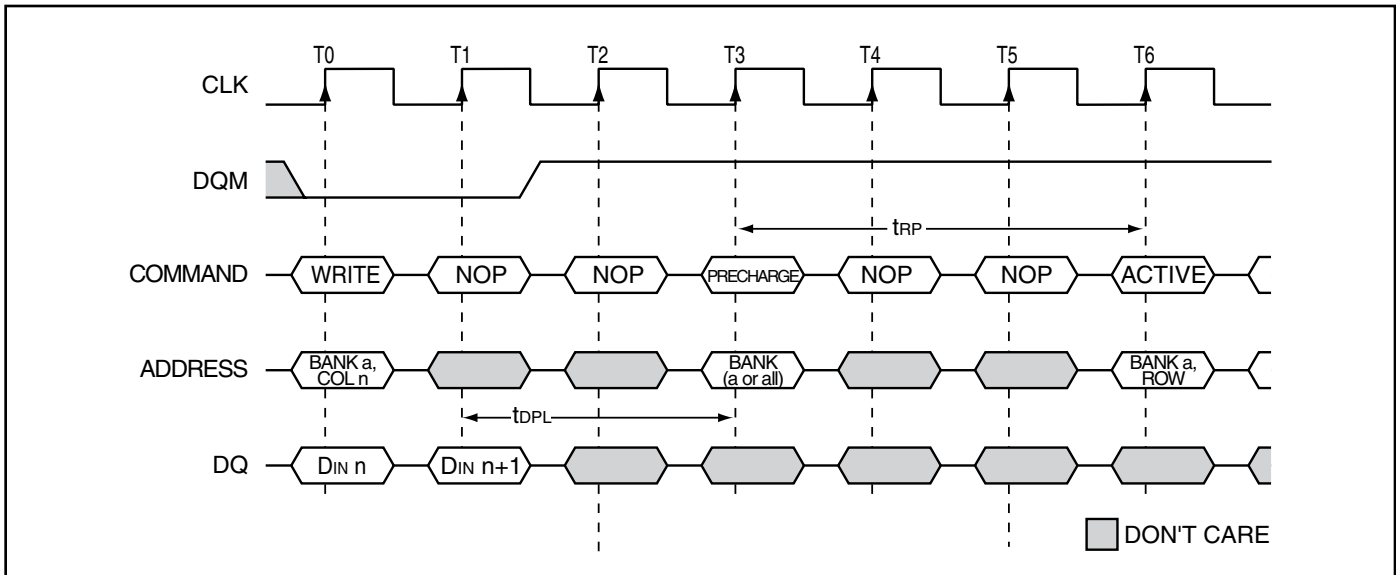 T0 T1 T2 T3 T4 T5 T6
CLK
DQM
tRP
COMMAND WRITE NOP NOP PRECHARGE NOP NOP ACTIVE
ADDRESS BANK a, COL n BANK (a or all) BANK a, ROW
tDPL
DQ DIN n DIN n+1
DON'T CARE